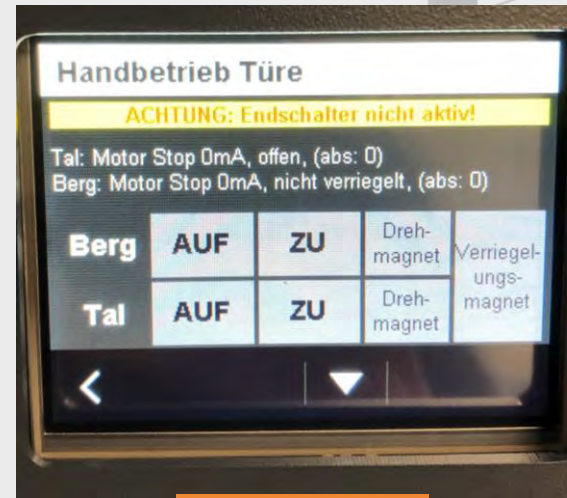 Handbetrieb Türe
ACHTUNG: Endschalter nicht aktiv!
Tal: Motor Stop 0mA, offen, (abs: 0)
Berg: Motor Stop 0mA, nicht verriegelt, (abs: 0)
Berg AUF ZU Dreh-
magnet
Verriegel-
ungs-
magnet
Tal AUF ZU Dreh-
magnet